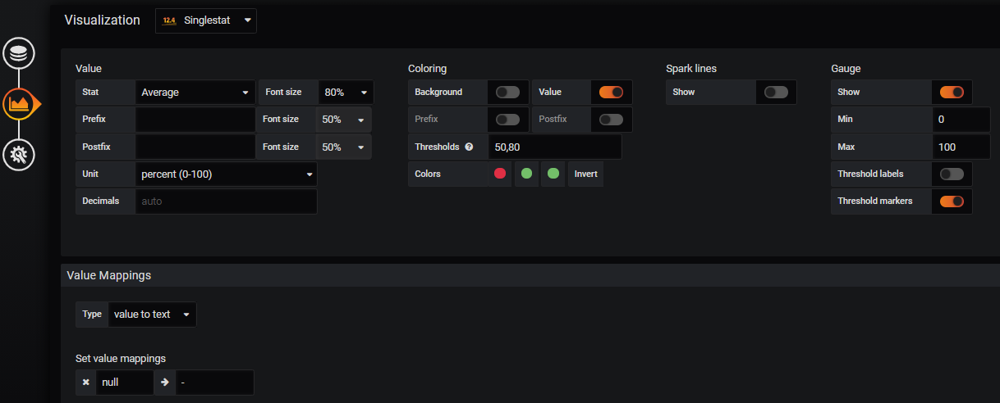 Visualization 12.4 Singlestat
Value
Stat Average Font size 80%
Prefix Font size 50%
Postfix Font size 50%
Unit percent (0-100)
Decimals auto
Coloring
Background Value
Prefix Postfix
Thresholds ? 50,80
Colors Invert
Spark lines
Show
Gauge
Show
Min 0
Max 100
Threshold labels
Threshold markers
Value Mappings
Type value to text
Set value mappings
null -